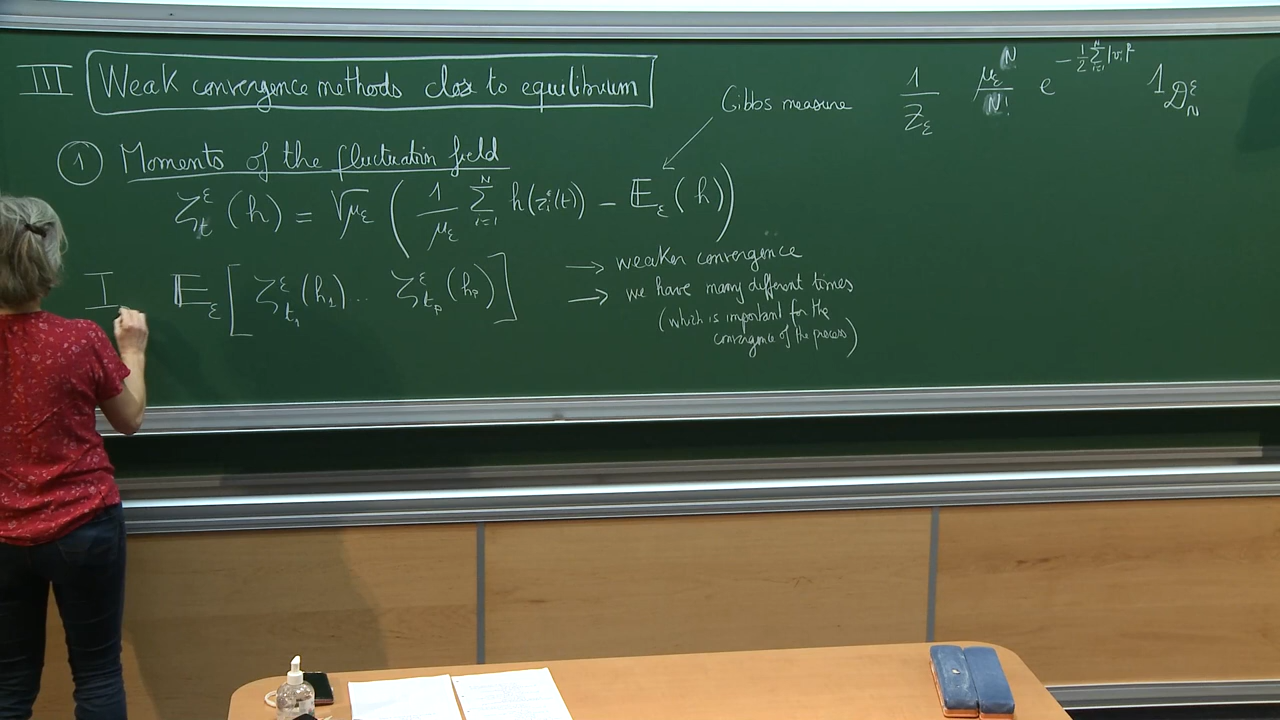 III Weak convergence methods close to equilibrium
Gibbs measure
1/Z_ε μ_ε^N/N! e^{-1/2 Σ_{i=1}^N |v_i|²} 1_{𝒟_N^ε}
① Moments of the fluctuation field
ζ_t^ε (h) = √μ_ε ( 1/μ_ε Σ_{i=1}^N h(z_i^ε(t)) − 𝔼_ε (h) )
I 𝔼_ε [ ζ_{t_1}^ε (h_1) ... ζ_{t_p}^ε (h_p) ]
→ weaker convergence
→ we have many different times
(which is important for the
convergence of the process)